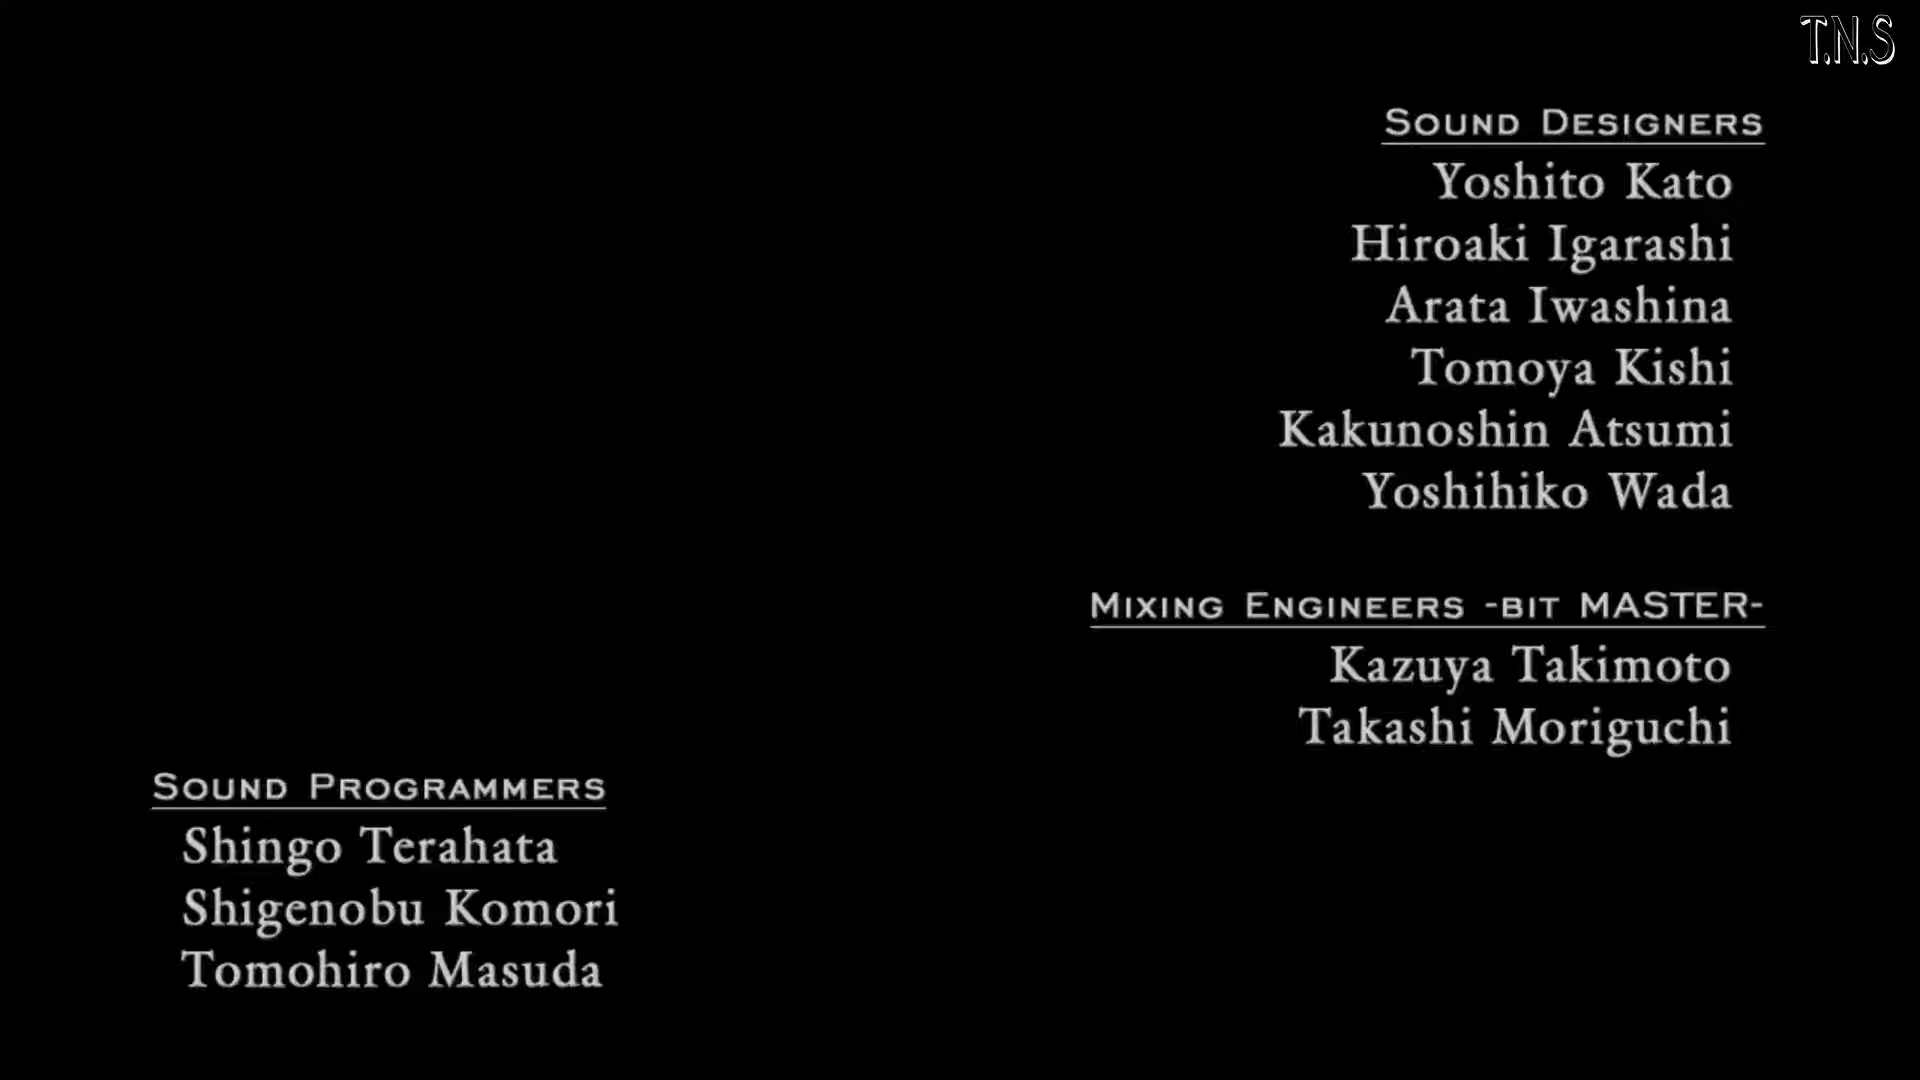 T.N.S
Sound Designers
Yoshito Kato
Hiroaki Igarashi
Arata Iwashina
Tomoya Kishi
Kakunoshin Atsumi
Yoshihiko Wada
Mixing Engineers -bit MASTER-
Kazuya Takimoto
Takashi Moriguchi
Sound Programmers
Shingo Terahata
Shigenobu Komori
Tomohiro Masuda